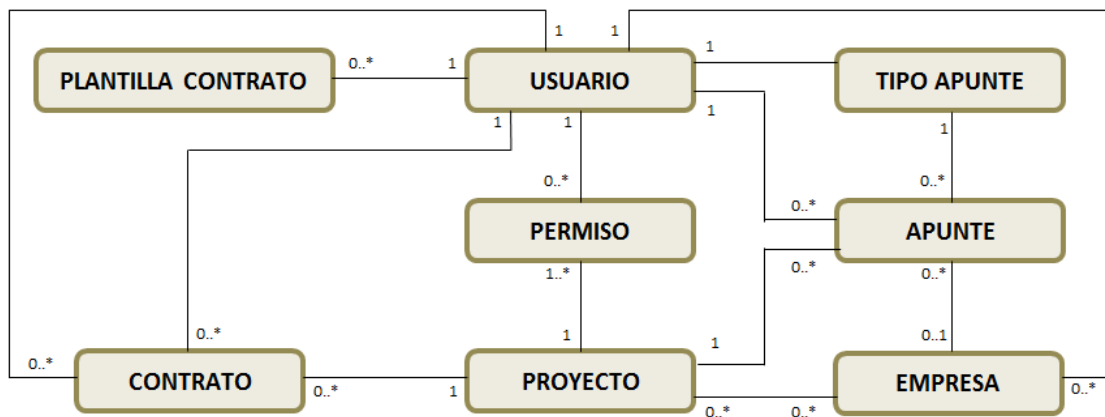 1 1
0..* 1 1
PLANTILLA CONTRATO USUARIO TIPO APUNTE
1 1 1 1
0..* 0..*
0..*
PERMISO APUNTE
1..* 0..* 0..*
0..* 1 1 0..1
0..*
CONTRATO PROYECTO EMPRESA
0..* 1 0..* 0..* 0..*